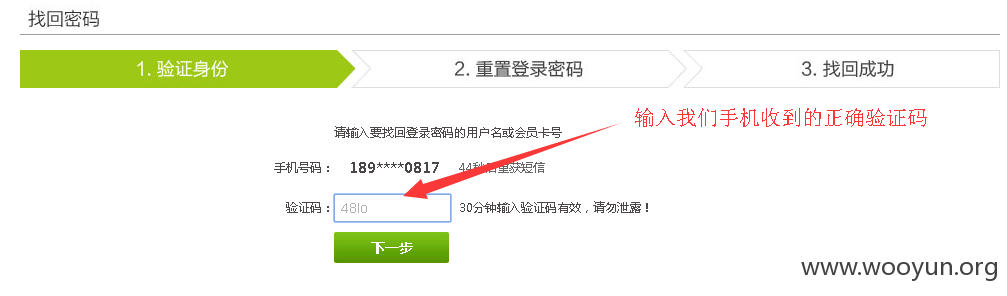 找回密码
1. 验证身份
2. 重置登录密码
3. 找回成功
输入我们手机收到的正确验证码
请输入要找回登录密码的用户名或会员卡号
手机号码： 189****0817 44秒后重获短信
验证码： 48lo 30分钟输入验证码有效，请勿泄露！
下一步
www.wooyun.org